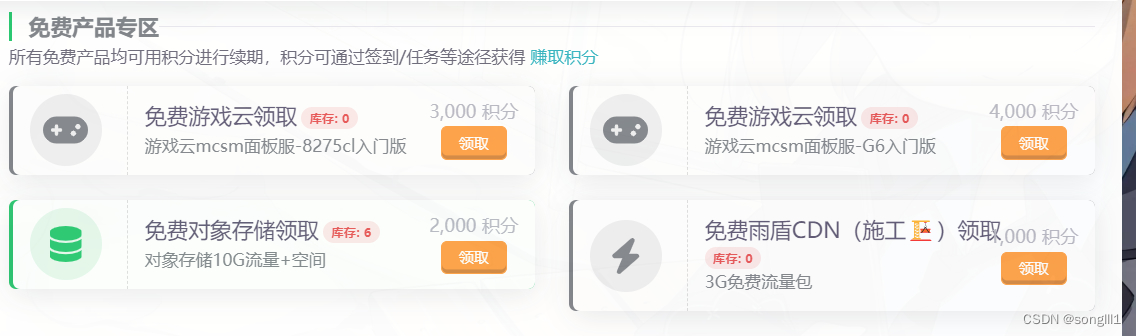 免费产品专区
所有免费产品均可用积分进行续期，积分可通过签到/任务等途径获得 赚取积分
免费游戏云领取 库存: 0
3,000 积分
游戏云mcsm面板服-8275cl入门版
领取
免费游戏云领取 库存: 0
4,000 积分
游戏云mcsm面板服-G6入门版
领取
免费对象存储领取 库存: 6
2,000 积分
对象存储10G流量+空间
领取
免费雨盾CDN（施工🏗️）领取
,000 积分
库存: 0
3G免费流量包
领取
CSDN @songlll1